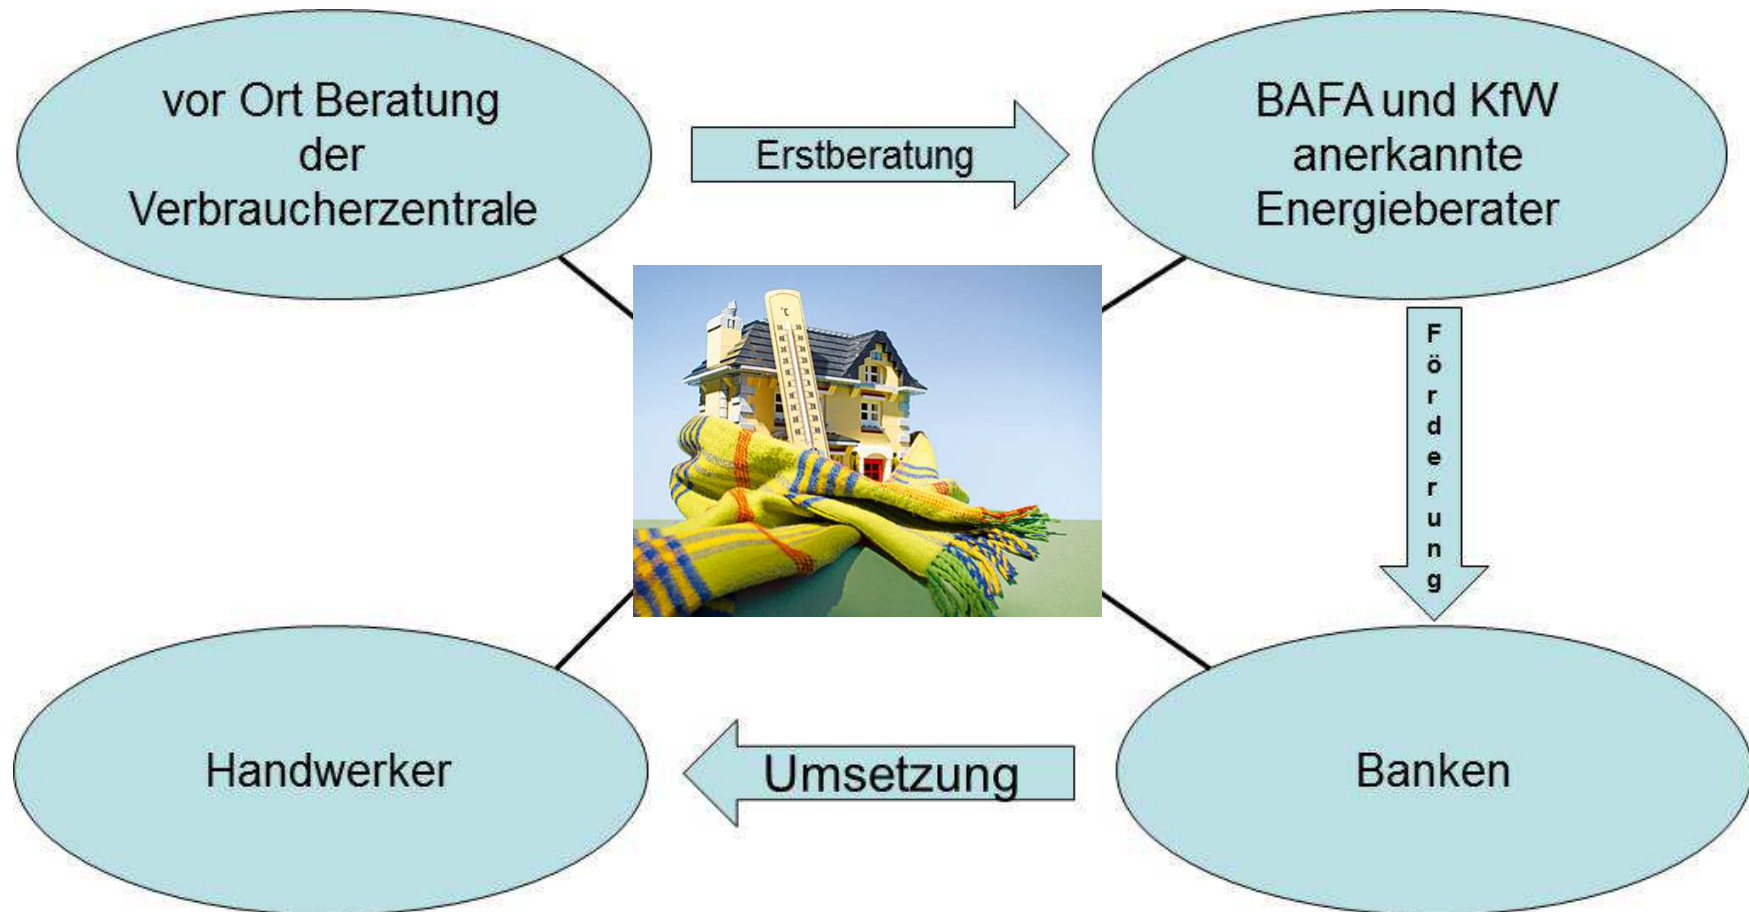 vor Ort Beratung
der
Verbraucherzentrale
Erstberatung
BAFA und KfW
anerkannte
Energieberater
Förderung
°C
Handwerker
Umsetzung
Banken